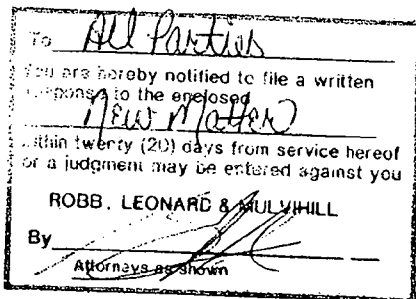 To All Parties
You are hereby notified to file a written
response to the enclosed
New Matter
within twenty (20) days from service hereof
or a judgment may be entered against you
ROBB, LEONARD & MULVIHILL
By
Attorneys as shown